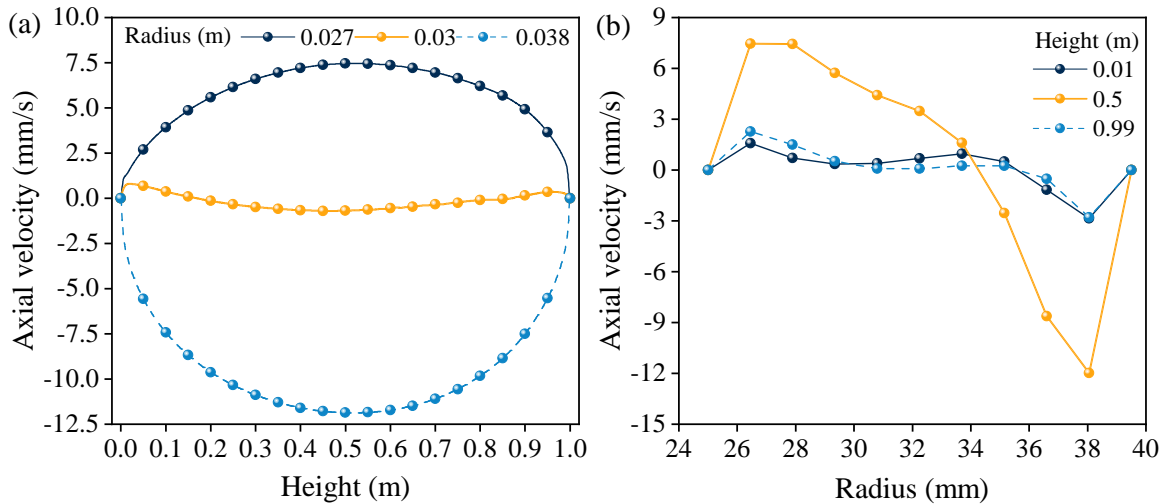 (a)
Radius (m) 0.027 0.03 0.038
Axial velocity (mm/s)
10.0
7.5
5.0
2.5
0.0
-2.5
-5.0
-7.5
-10.0
-12.5
0.0 0.1 0.2 0.3 0.4 0.5 0.6 0.7 0.8 0.9 1.0
Height (m)
(b)
Height (m)
0.01
0.5
0.99
Axial velocity (mm/s)
9
6
3
0
-3
-6
-9
-12
-15
24 26 28 30 32 34 36 38 40
Radius (mm)